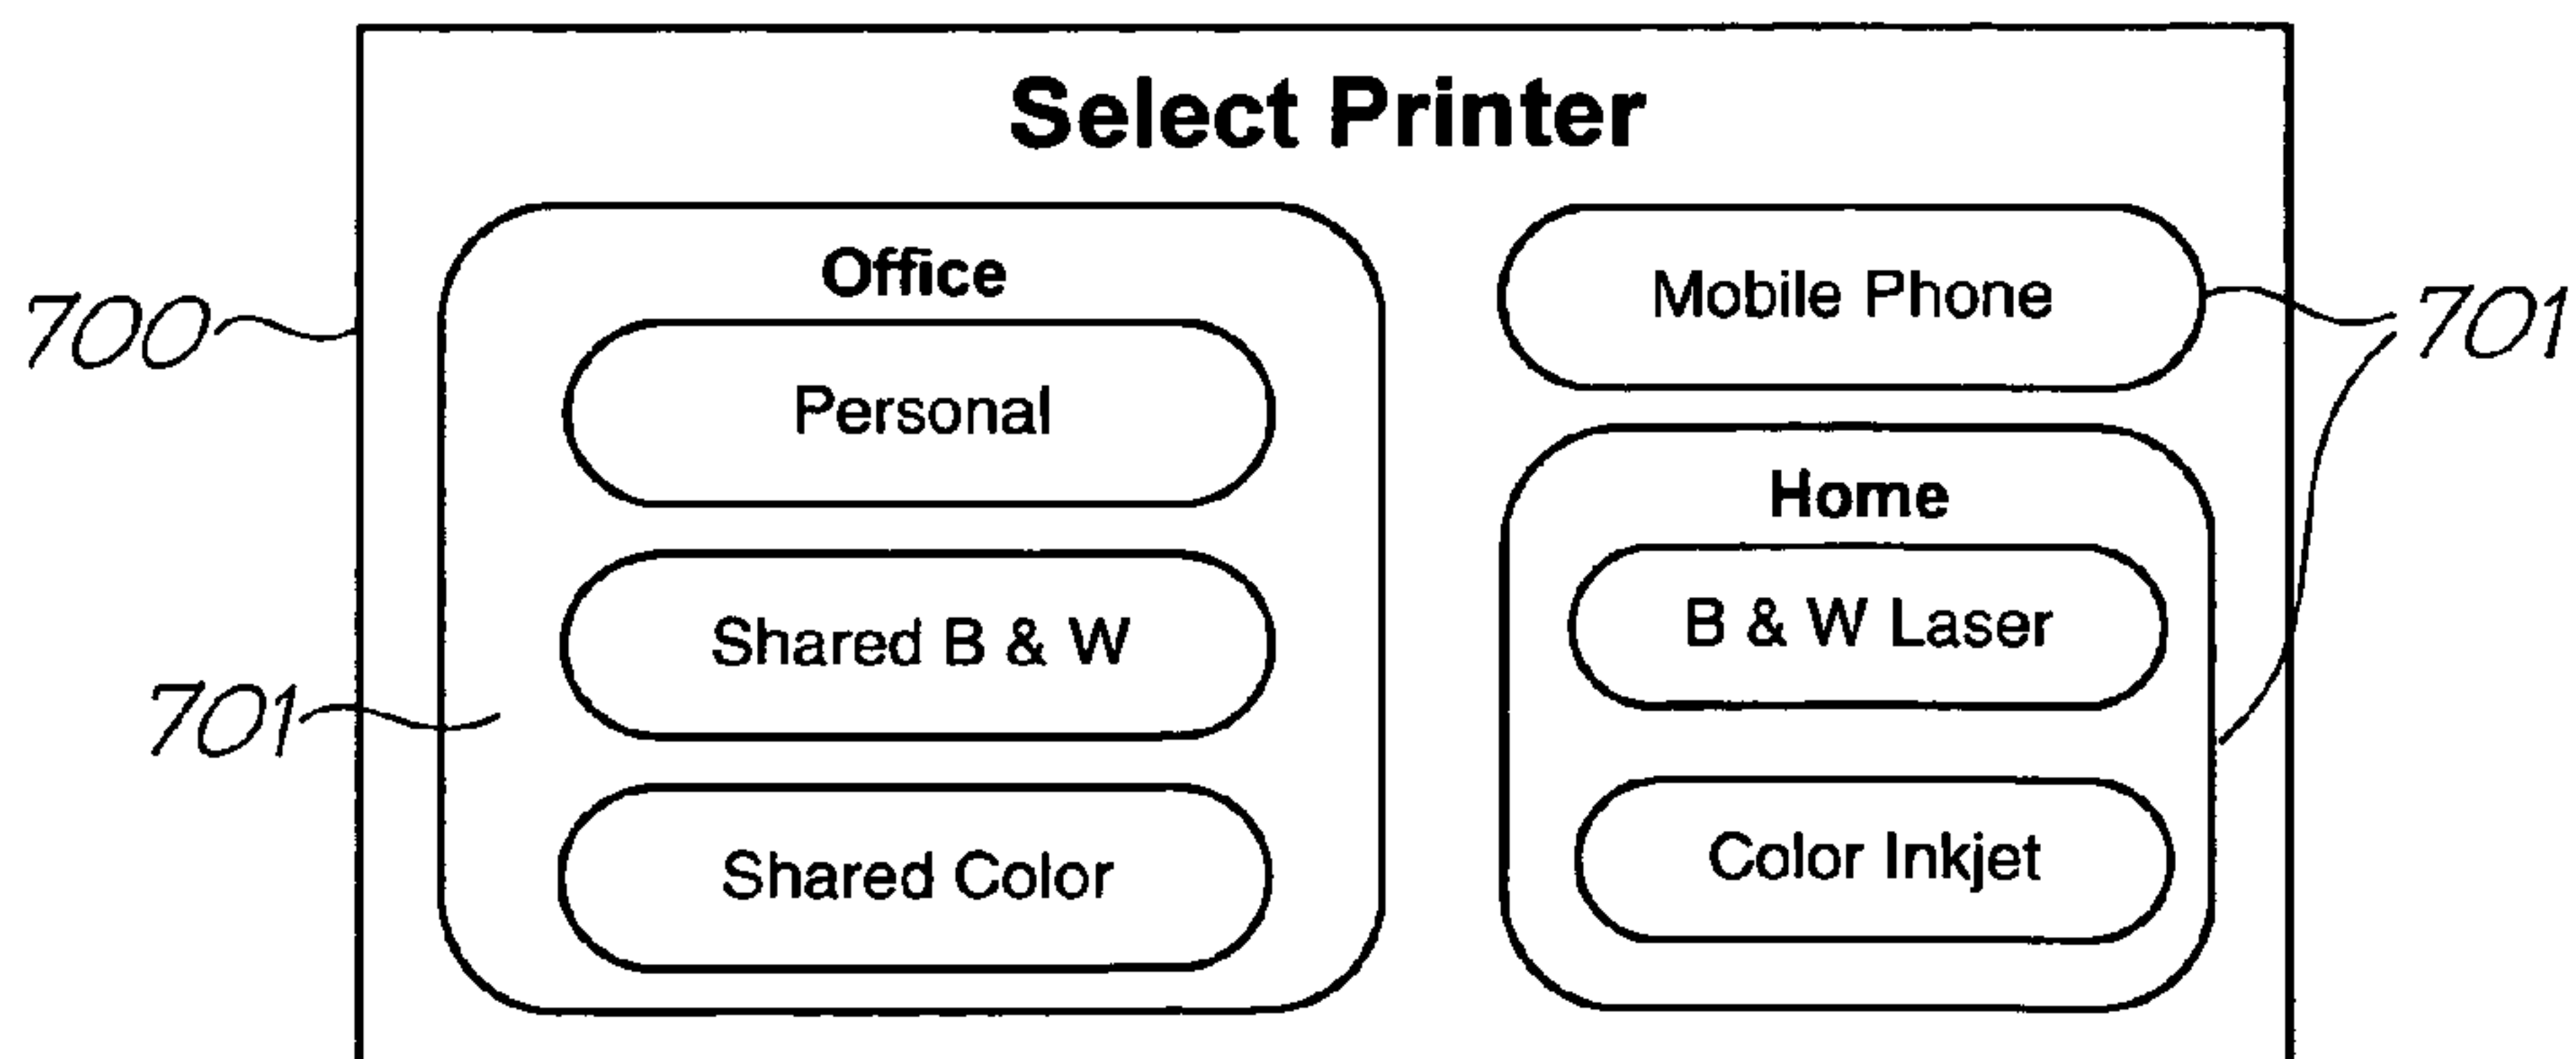 Select Printer
Office
Personal
Shared B & W
Shared Color
Mobile Phone
Home
B & W Laser
Color Inkjet
700
701
701